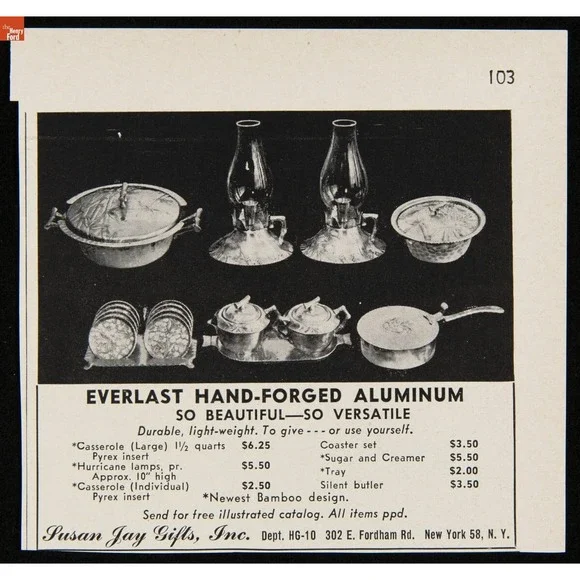 the
Henry
Ford
103
EVERLAST HAND-FORGED ALUMINUM
SO BEAUTIFUL—SO VERSATILE
Durable, light-weight. To give --- or use yourself.
*Casserole (Large) 1½ quarts $6.25
Pyrex insert
*Hurricane lamps, pr. $5.50
Approx. 10" high
*Casserole (Individual) $2.50
Pyrex insert
Coaster set $3.50
*Sugar and Creamer $5.50
*Tray $2.00
Silent butler $3.50
*Newest Bamboo design.
Send for free illustrated catalog. All items ppd.
Susan Jay Gifts, Inc. Dept. HG-10 302 E. Fordham Rd. New York 58, N. Y.